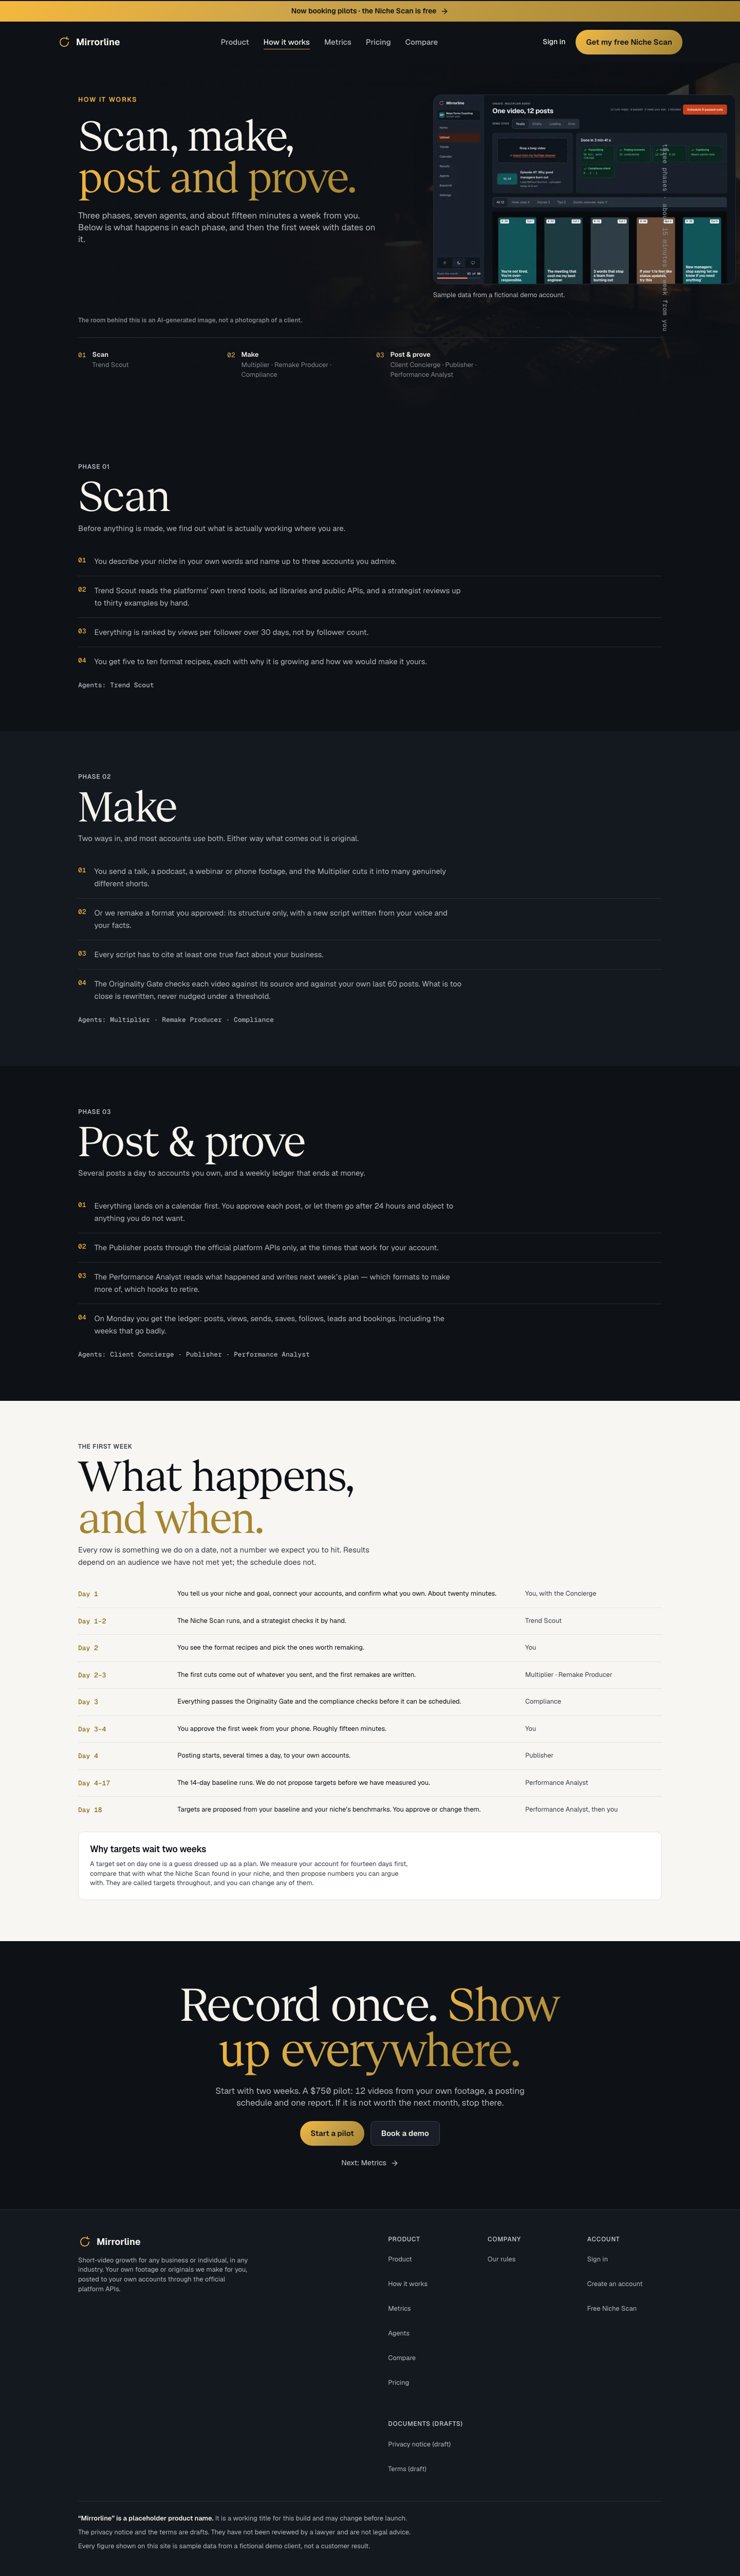 Now booking pilots · the Niche Scan is free →
Mirrorline
Product
How it works
Metrics
Pricing
Compare
Sign in
Get my free Niche Scan
HOW IT WORKS
Scan, make,
post and prove.
Three phases, seven agents, and about fifteen minutes a week from you.
Below is what happens in each phase, and then the first week with dates on
it.
Mirrorline
One video, 12 posts
Sample data from a fictional demo account.
The room behind this is an AI-generated image, not a photograph of a client.
01 Scan
Trend Scout
02 Make
Multiplier · Remake Producer ·
Compliance
03 Post & prove
Client Concierge · Publisher ·
Performance Analyst
PHASE 01
Scan
Before anything is made, we find out what is actually working where you are.
01 You describe your niche in your own words and name up to three accounts you admire.
02 Trend Scout reads the platforms' own trend tools, ad libraries and public APIs, and a strategist reviews up
to thirty examples by hand.
03 Everything is ranked by views per follower over 30 days, not by follower count.
04 You get five to ten format recipes, each with why it is growing and how we would make it yours.
Agents: Trend Scout
PHASE 02
Make
Two ways in, and most accounts use both. Either way what comes out is original.
01 You send a talk, a podcast, a webinar or phone footage, and the Multiplier cuts it into many genuinely
different shorts.
02 Or we remake a format you approved: its structure only, with a new script written from your voice and
your facts.
03 Every script has to cite at least one true fact about your business.
04 The Originality Gate checks each video against its source and against your own last 60 posts. What is too
close is rewritten, never nudged under a threshold.
Agents: Multiplier · Remake Producer · Compliance
PHASE 03
Post & prove
Several posts a day to accounts you own, and a weekly ledger that ends at money.
01 Everything lands on a calendar first. You approve each post, or let them go after 24 hours and object to
anything you do not want.
02 The Publisher posts through the official platform APIs only, at the times that work for your account.
03 The Performance Analyst reads what happened and writes next week's plan — which formats to make
more of, which hooks to retire.
04 On Monday you get the ledger: posts, views, sends, saves, follows, leads and bookings. Including the
weeks that go badly.
Agents: Client Concierge · Publisher · Performance Analyst
THE FIRST WEEK
What happens,
and when.
Every row is something we do on a date, not a number we expect you to hit. Results
depend on an audience we have not met yet; the schedule does not.
Day 1 You tell us your niche and goal, connect your accounts, and confirm what you own. About twenty minutes. You, with the Concierge
Day 1–2 The Niche Scan runs, and a strategist checks it by hand. Trend Scout
Day 2 You see the format recipes and pick the ones worth remaking. You
Day 2–3 The first cuts come out of whatever you sent, and the first remakes are written. Multiplier · Remake Producer
Day 3 Everything passes the Originality Gate and the compliance checks before it can be scheduled. Compliance
Day 3–4 You approve the first week from your phone. Roughly fifteen minutes. You
Day 4 Posting starts, several times a day, to your own accounts. Publisher
Day 4–17 The 14-day baseline runs. We do not propose targets before we have measured you. Performance Analyst
Day 18 Targets are proposed from your baseline and your niche's benchmarks. You approve or change them. Performance Analyst, then you
Why targets wait two weeks
A target set on day one is a guess dressed up as a plan. We measure your account for fourteen days first,
compare that with what the Niche Scan found in your niche, and then propose numbers you can argue
with. They are called targets throughout, and you can change any of them.
Record once. Show
up everywhere.
Start with two weeks. A $750 pilot: 12 videos from your own footage, a posting
schedule and one report. If it is not worth the next month, stop there.
Start a pilot
Book a demo
Next: Metrics →
Mirrorline
Short-video growth for any business or individual, in any
industry. Your own footage or originals we make for you,
posted to your own accounts through the official
platform APIs.
PRODUCT
Product
How it works
Metrics
Agents
Compare
Pricing
COMPANY
Our rules
ACCOUNT
Sign in
Create an account
Free Niche Scan
DOCUMENTS (DRAFTS)
Privacy notice (draft)
Terms (draft)
“Mirrorline” is a placeholder product name. It is a working title for this build and may change before launch.
The privacy notice and the terms are drafts. They have not been reviewed by a lawyer and are not legal advice.
Every figure shown on this site is sample data from a fictional demo client, not a customer result.